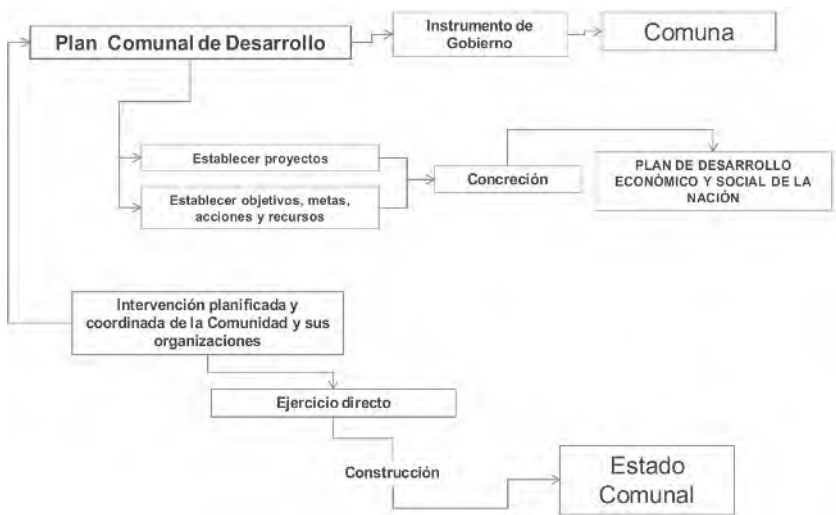 Plan Comunal de Desarrollo
Instrumento de
Gobierno
Comuna
Establecer proyectos
Establecer objetivos, metas,
acciones y recursos
Concreción
PLAN DE DESARROLLO
ECONÓMICO Y SOCIAL DE LA
NACIÓN
Intervención planificada y
coordinada de la Comunidad y sus
organizaciones
Ejercicio directo
Construcción
Estado
Comunal